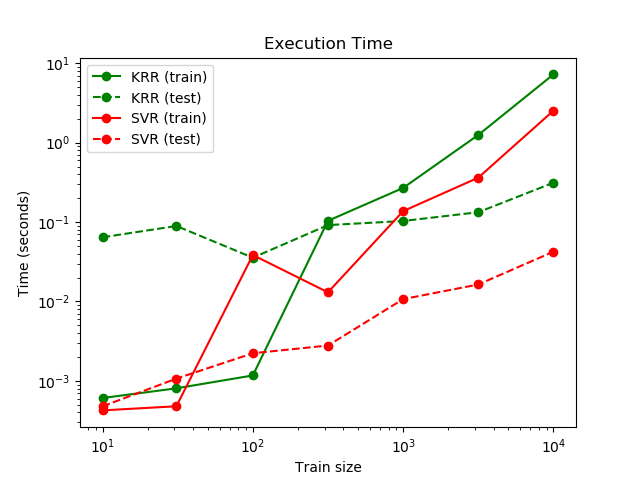 Execution Time
KRR (train)
KRR (test)
SVR (train)
SVR (test)
10¹
10⁰
10⁻¹
10⁻²
10⁻³
Time (seconds)
10¹ 10² 10³ 10⁴
Train size